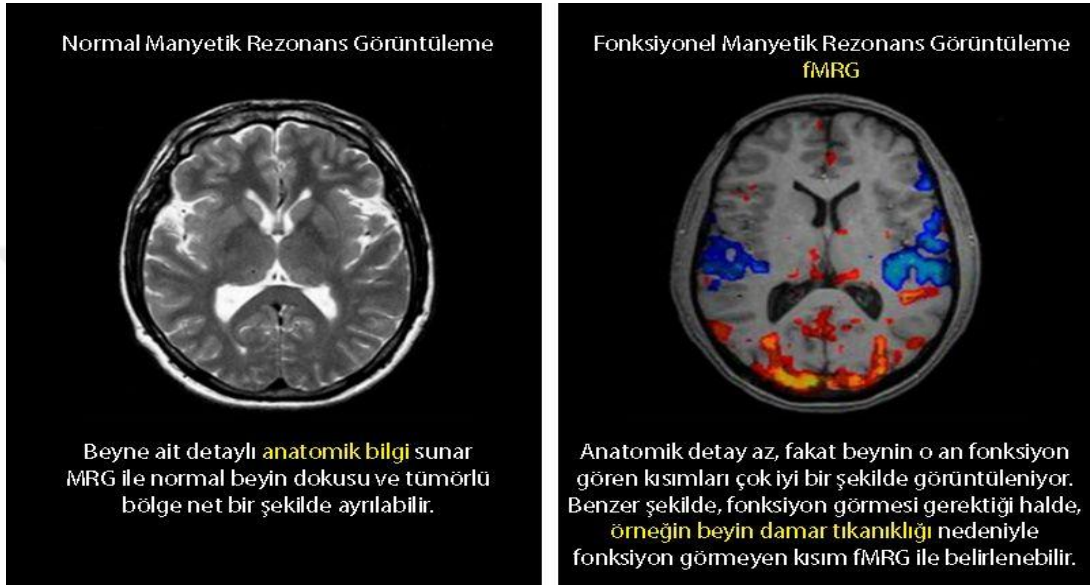 Normal Manyetik Rezonans Görüntüleme
Beyne ait detaylı anatomik bilgi sunar
MRG ile normal beyin dokusu ve tümörlü
bölge net bir şekilde ayrılabilir.
Fonksiyonel Manyetik Rezonans Görüntüleme
fMRG
Anatomik detay az, fakat beynin o an fonksiyon
gören kısımları çok iyi bir şekilde görüntüleniyor.
Benzer şekilde, fonksiyon görmesi gerektiği halde,
örneğin beyin damar tıkanıklığı nedeniyle
fonksiyon görmeyen kısım fMRG ile belirlenebilir.